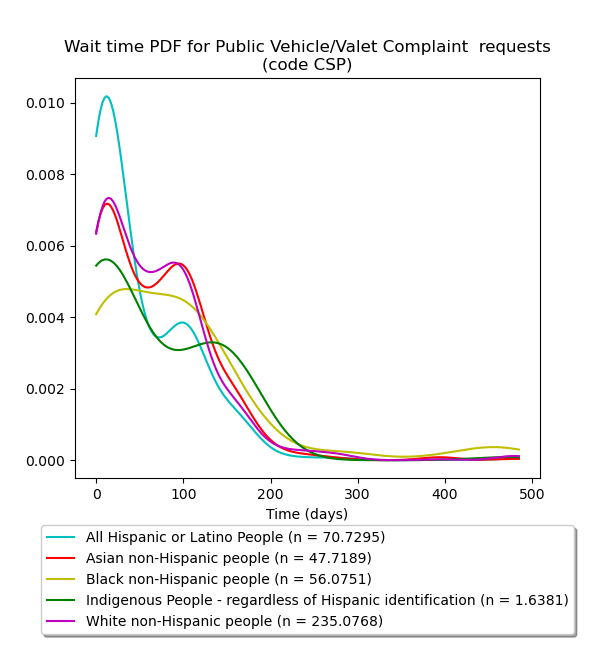 Wait time PDF for Public Vehicle/Valet Complaint  requests
(code CSP)
0.010
0.008
0.006
0.004
0.002
0.000
0 100 200 300 400 500
Time (days)
All Hispanic or Latino People (n = 70.7295)
Asian non-Hispanic people (n = 47.7189)
Black non-Hispanic people (n = 56.0751)
Indigenous People - regardless of Hispanic identification (n = 1.6381)
White non-Hispanic people (n = 235.0768)